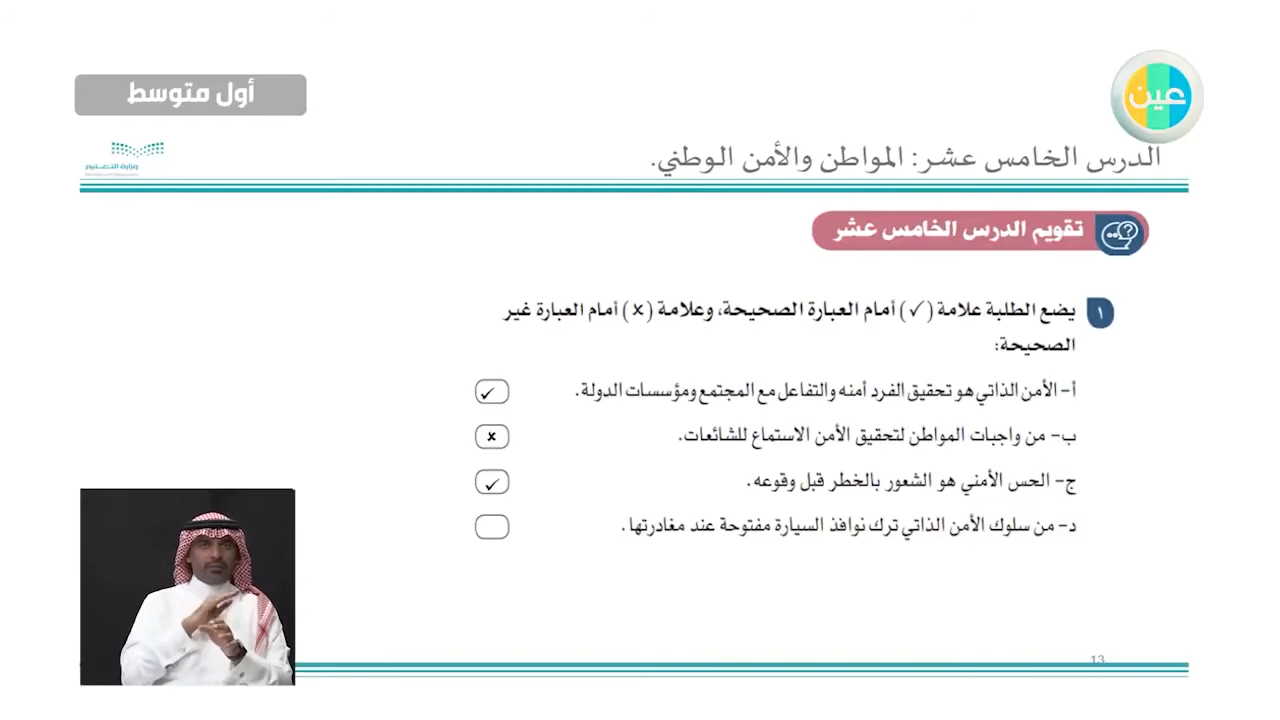 أول متوسط
عين
وزارة التعليم
الدرس الخامس عشر: المواطن والأمن الوطني.
تقويم الدرس الخامس عشر
١ يضع الطلبة علامة (✓) أمام العبارة الصحيحة، وعلامة (×) أمام العبارة غير
الصحيحة:
أ- الأمن الذاتي هو تحقيق الفرد أمنه والتفاعل مع المجتمع ومؤسسات الدولة. ✓
ب- من واجبات المواطن لتحقيق الأمن الاستماع للشائعات. ×
ج- الحس الأمني هو الشعور بالخطر قبل وقوعه. ✓
د- من سلوك الأمن الذاتي ترك نوافذ السيارة مفتوحة عند مغادرتها.
13